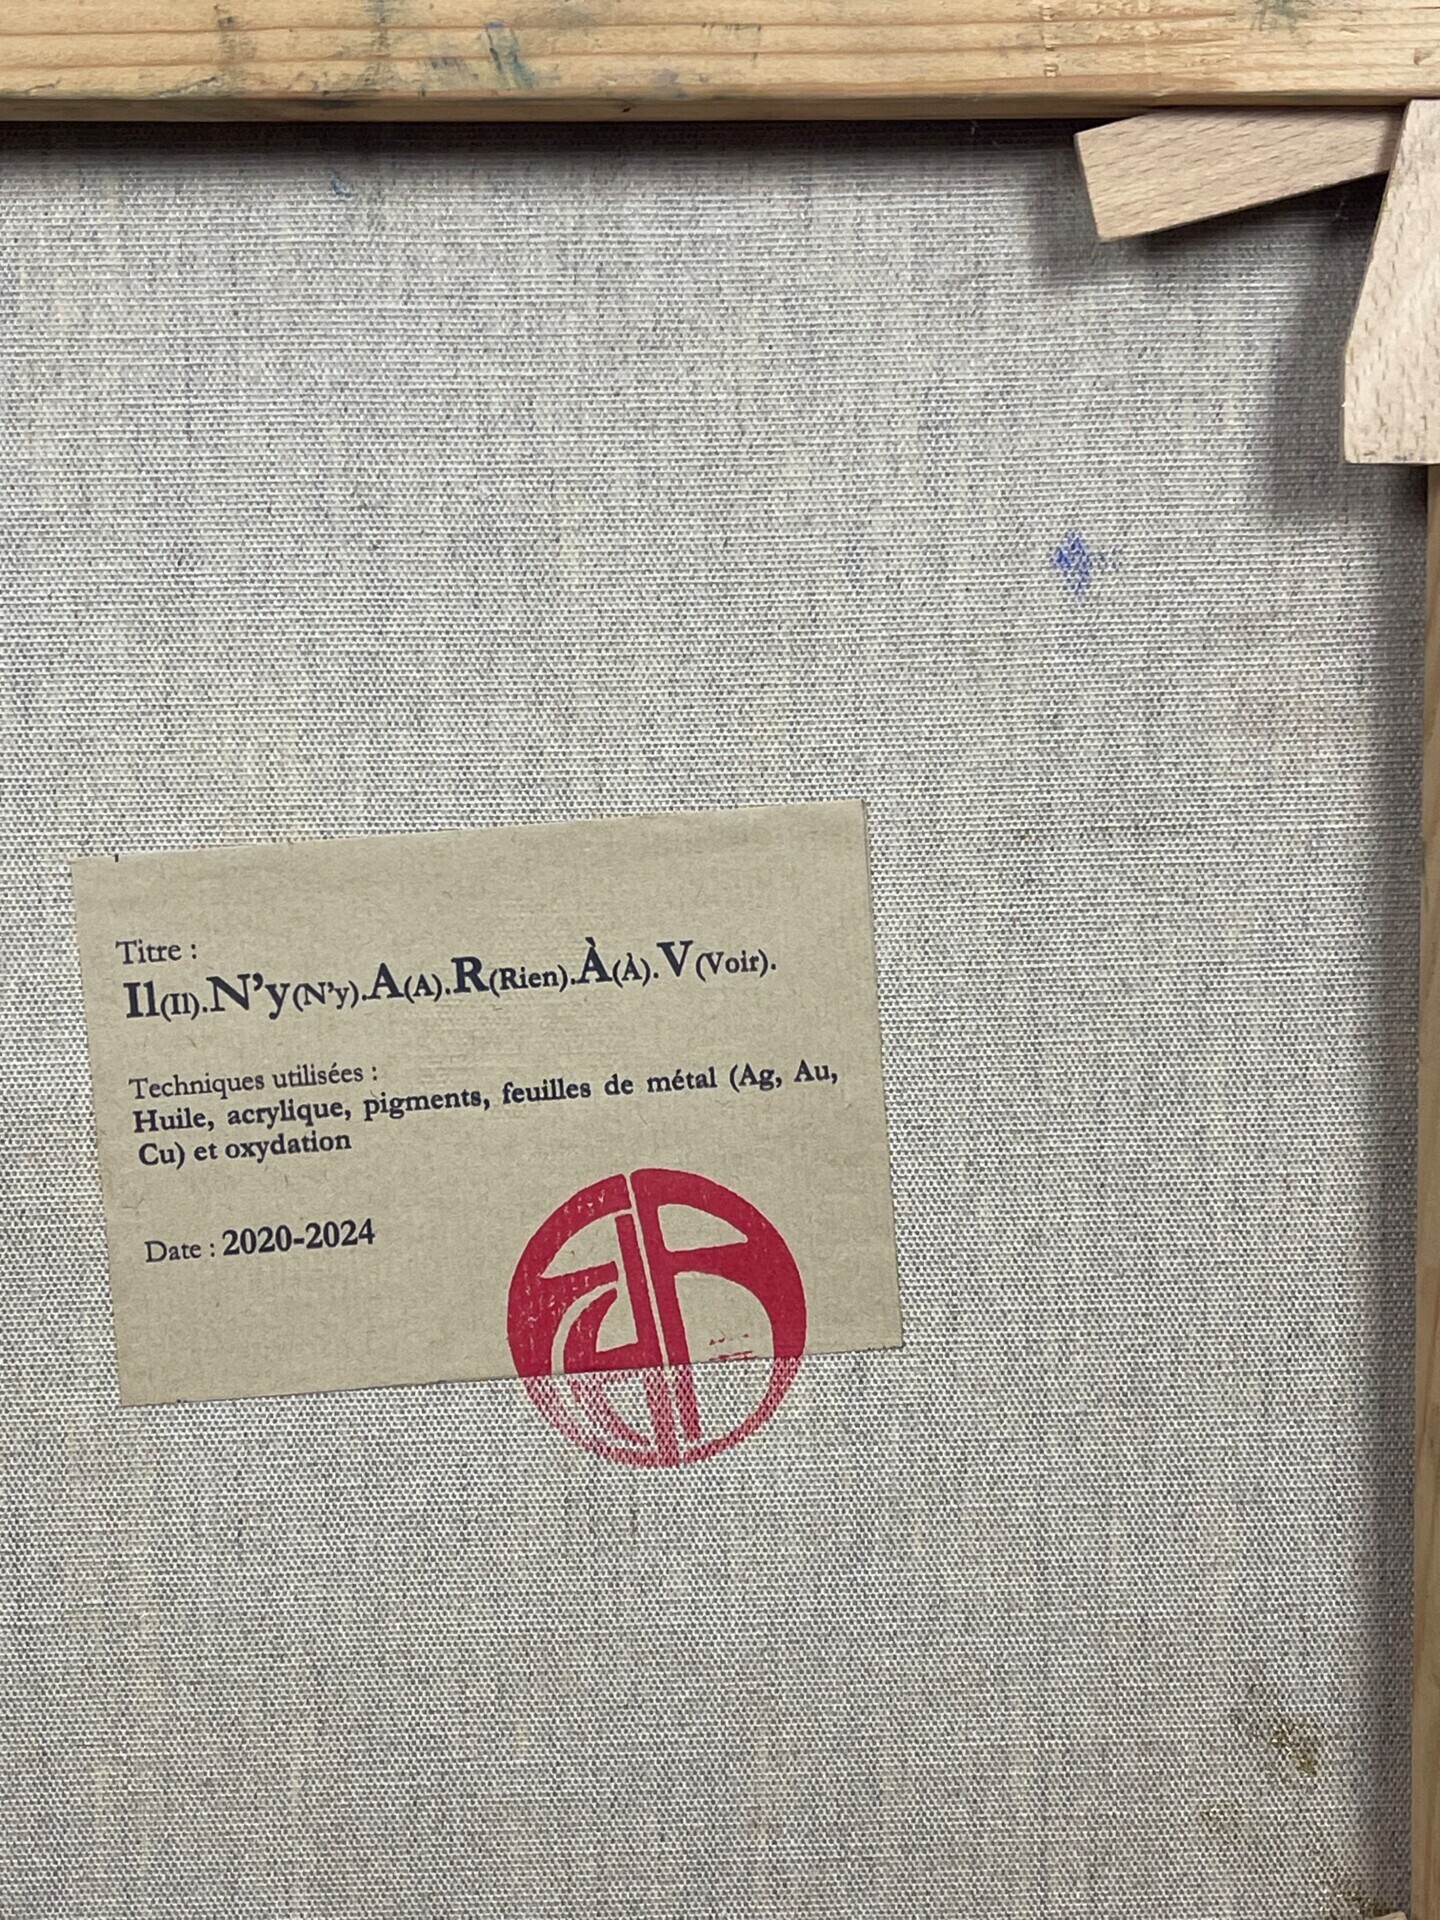 Titre :
Il(Il).N'y(N'y).A(A).R(Rien).À(À).V(Voir).
Techniques utilisées :
Huile, acrylique, pigments, feuilles de métal (Ag, Au,
Cu) et oxydation
Date : 2020-2024